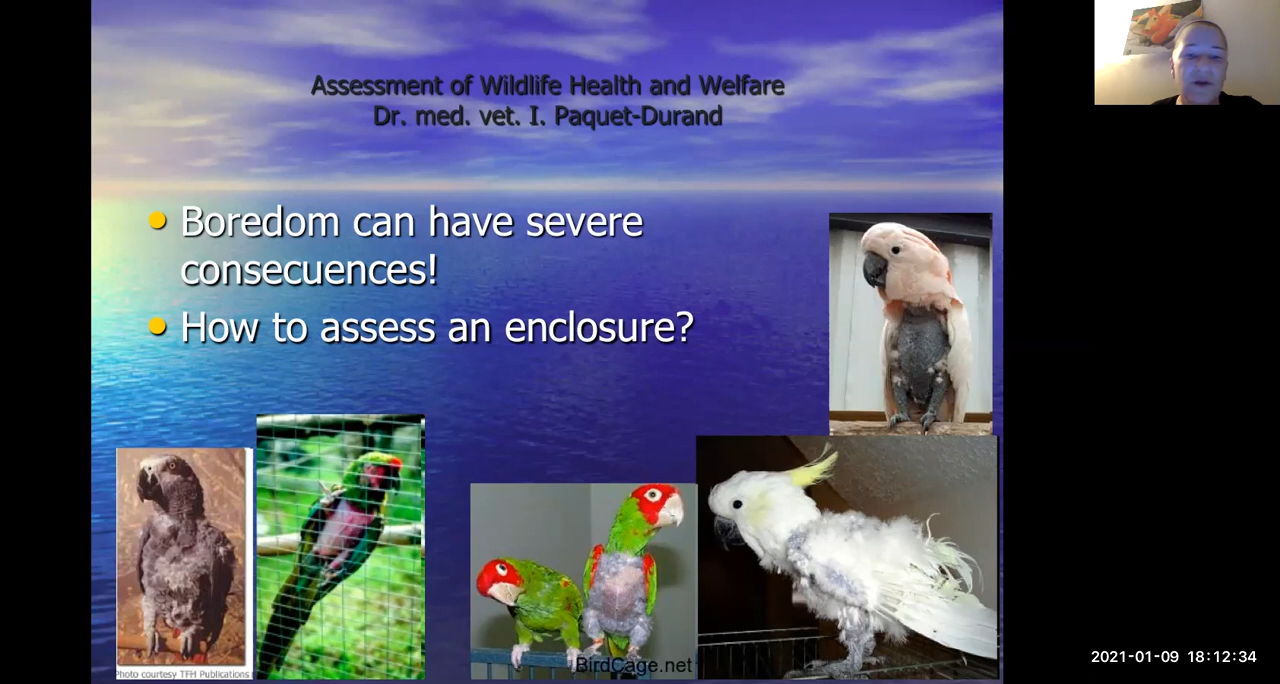 Assessment of Wildlife Health and Welfare
Dr. med. vet. I. Paquet-Durand
Boredom can have severe
consecuences!
How to assess an enclosure?
Photo courtesy TFH Publications
BirdCage.net
2021-01-09 18:12:34